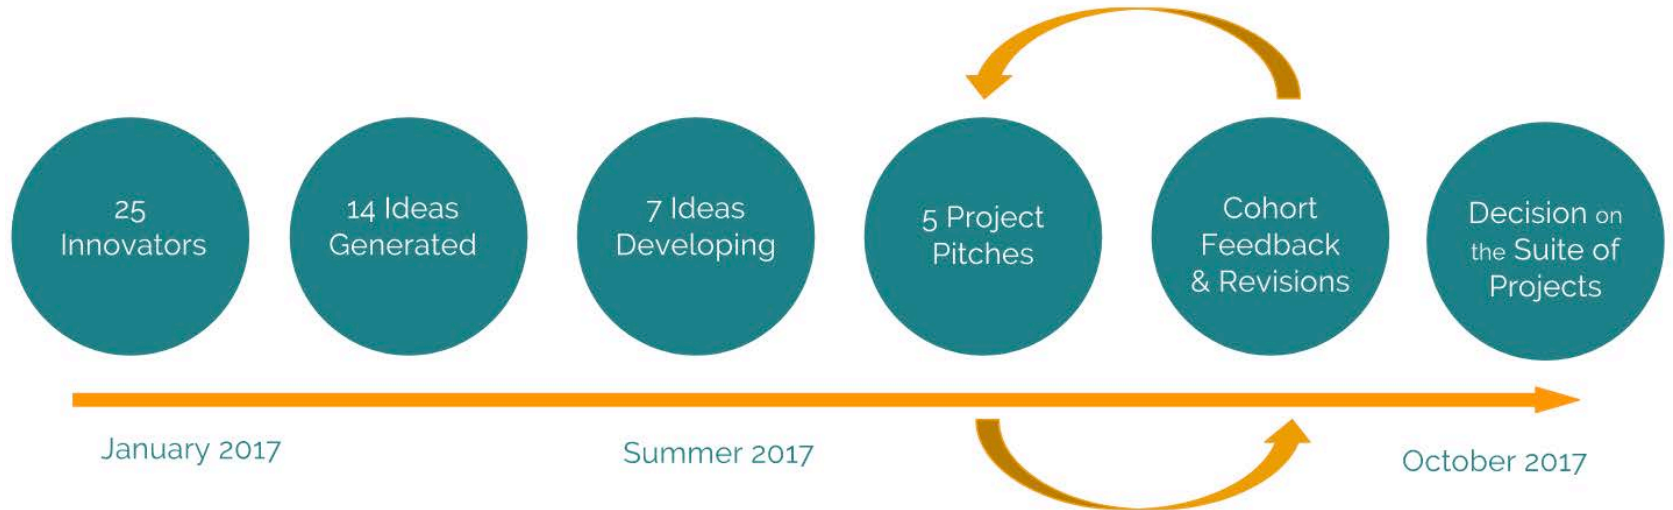 25
Innovators
14 Ideas
Generated
7 Ideas
Developing
5 Project
Pitches
Cohort
Feedback
& Revisions
Decision on
the Suite of
Projects
January 2017
Summer 2017
October 2017